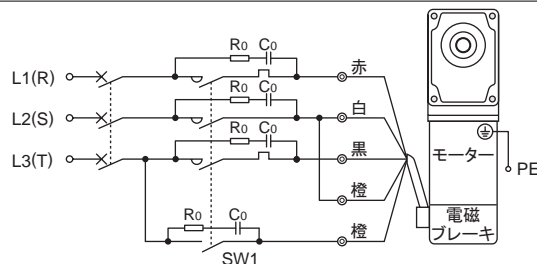 R0 C0
L1(R) 赤
R0 C0
L2(S) 白
R0 C0
L3(T) 黒
モーター
PE
橙
電磁
ブレーキ
R0 C0
橙
SW1